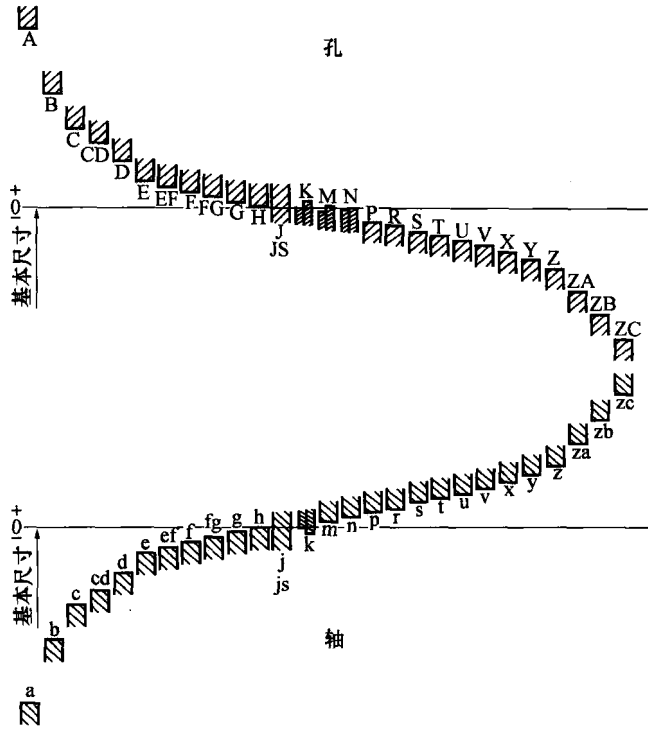 孔
A
B
C
CD
D
E
EF
F
FG
G
H
J
JS
K
M
N
P
R
S
T
U
V
X
Y
Z
ZA
ZB
ZC
+
0
−
基本尺寸
zc
zb
za
z
y
x
v
u
t
s
r
p
n
m
k
j
js
h
g
fg
f
ef
e
d
cd
c
b
a
+
0
−
基本尺寸
轴